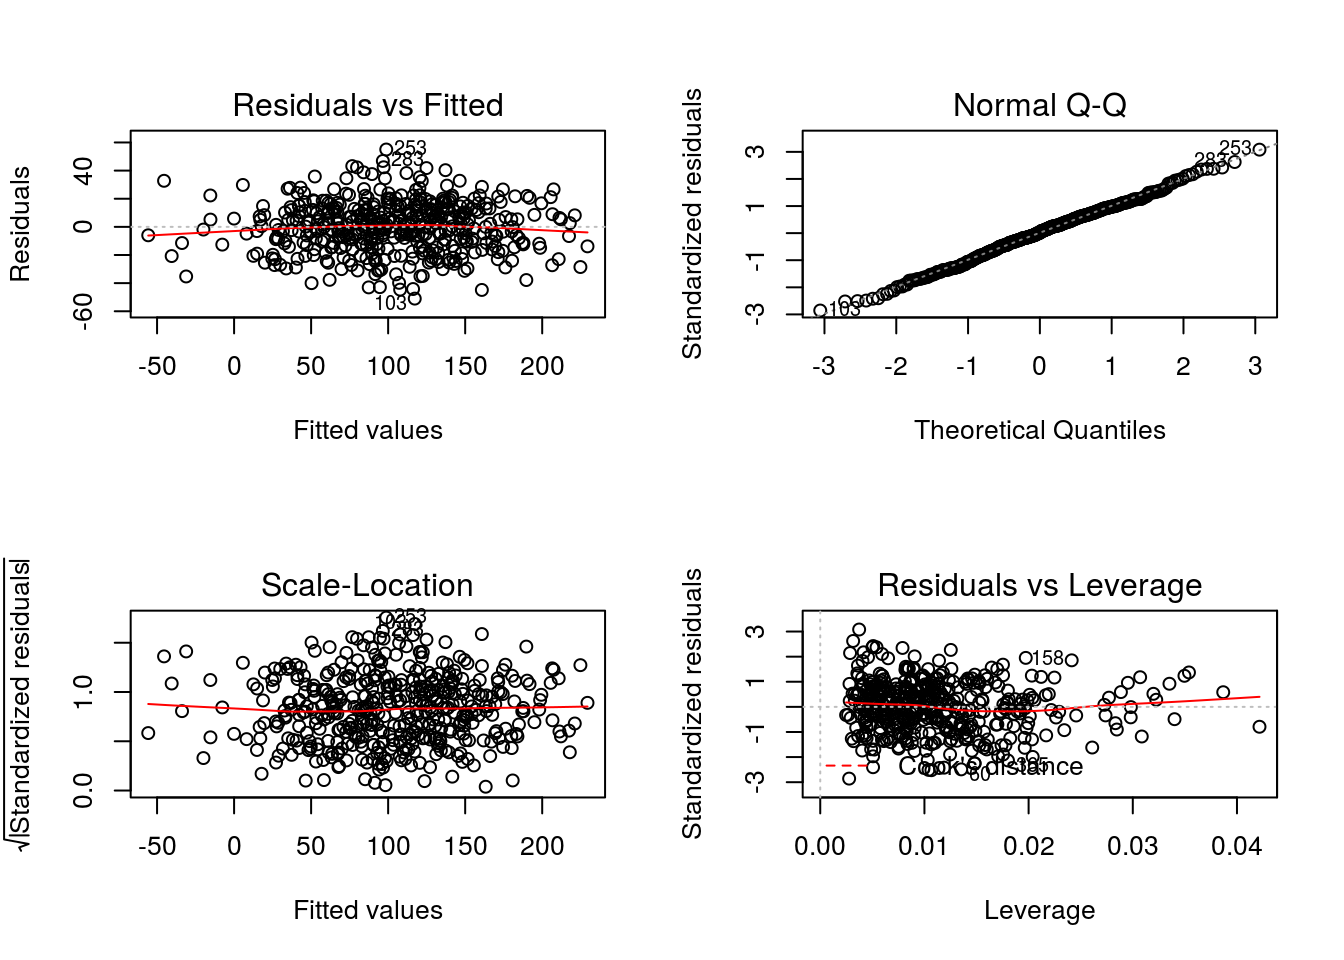 Residuals vs Fitted
Residuals
-60 0 40
253
283
103
-50 0 50 100 150 200
Fitted values
Normal Q-Q
Standardized residuals
-3 -1 1 3
253
283
103
-3 -2 -1 0 1 2 3
Theoretical Quantiles
Scale-Location
√|Standardized residuals|
0.0 1.0
253
-50 0 50 100 150 200
Fitted values
Residuals vs Leverage
Standardized residuals
-3 -1 1 3
158
Cook's distance
0.00 0.01 0.02 0.03 0.04
Leverage